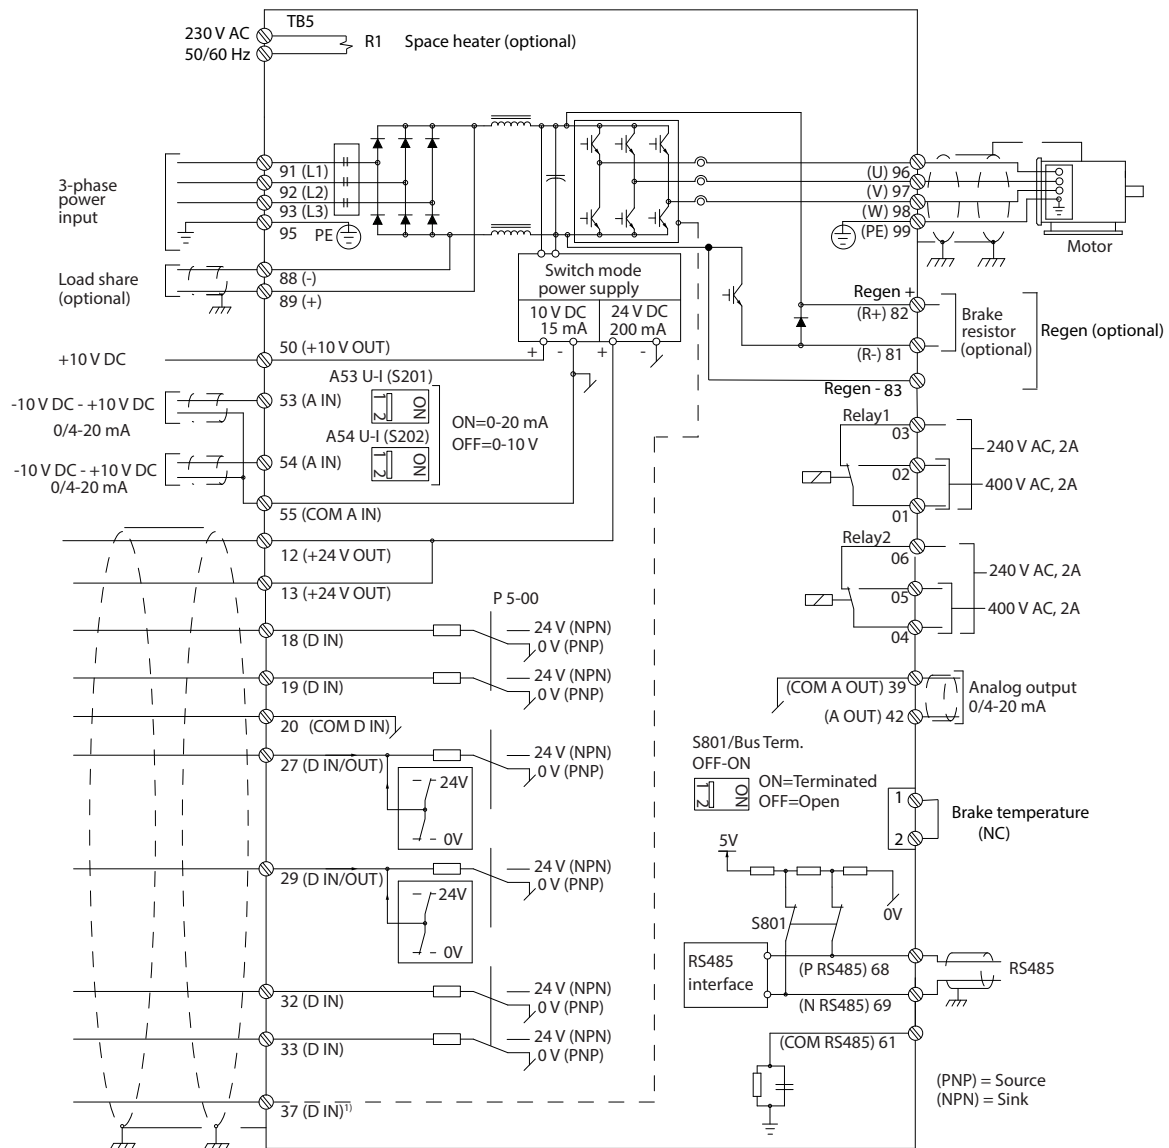 TB5
230 V AC
50/60 Hz
R1
Space heater (optional)
3-phase
power
input
91 (L1)
92 (L2)
93 (L3)
95
PE
(U) 96
(V) 97
(W) 98
(PE) 99
Motor
Load share
(optional)
88 (-)
89 (+)
Switch mode
power supply
10 V DC
15 mA
24 V DC
200 mA
+ - + -
Regen +
(R+) 82
Brake
resistor
(optional)
Regen (optional)
(R-) 81
Regen - 83
+10 V DC
50 (+10 V OUT)
A53 U-I (S201)
ON
1 2
-10 V DC - +10 V DC
0/4-20 mA
53 (A IN)
ON=0-20 mA
OFF=0-10 V
A54 U-I (S202)
ON
1 2
-10 V DC - +10 V DC
0/4-20 mA
54 (A IN)
55 (COM A IN)
Relay1
03
02
01
240 V AC, 2A
400 V AC, 2A
12 (+24 V OUT)
13 (+24 V OUT)
Relay2
06
05
04
240 V AC, 2A
400 V AC, 2A
P 5-00
18 (D IN)
24 V (NPN)
0 V (PNP)
19 (D IN)
24 V (NPN)
0 V (PNP)
20 (COM D IN)
27 (D IN/OUT)
24 V (NPN)
0 V (PNP)
24V
0V
29 (D IN/OUT)
24 V (NPN)
0 V (PNP)
24V
0V
32 (D IN)
24 V (NPN)
0 V (PNP)
33 (D IN)
24 V (NPN)
0 V (PNP)
37 (D IN)1)
(COM A OUT) 39
(A OUT) 42
Analog output
0/4-20 mA
S801/Bus Term.
OFF-ON
ON
1 2
ON=Terminated
OFF=Open
1
2
Brake temperature
(NC)
5V
S801
0V
RS485
interface
(P RS485) 68
(N RS485) 69
RS485
(COM RS485) 61
(PNP) = Source
(NPN) = Sink